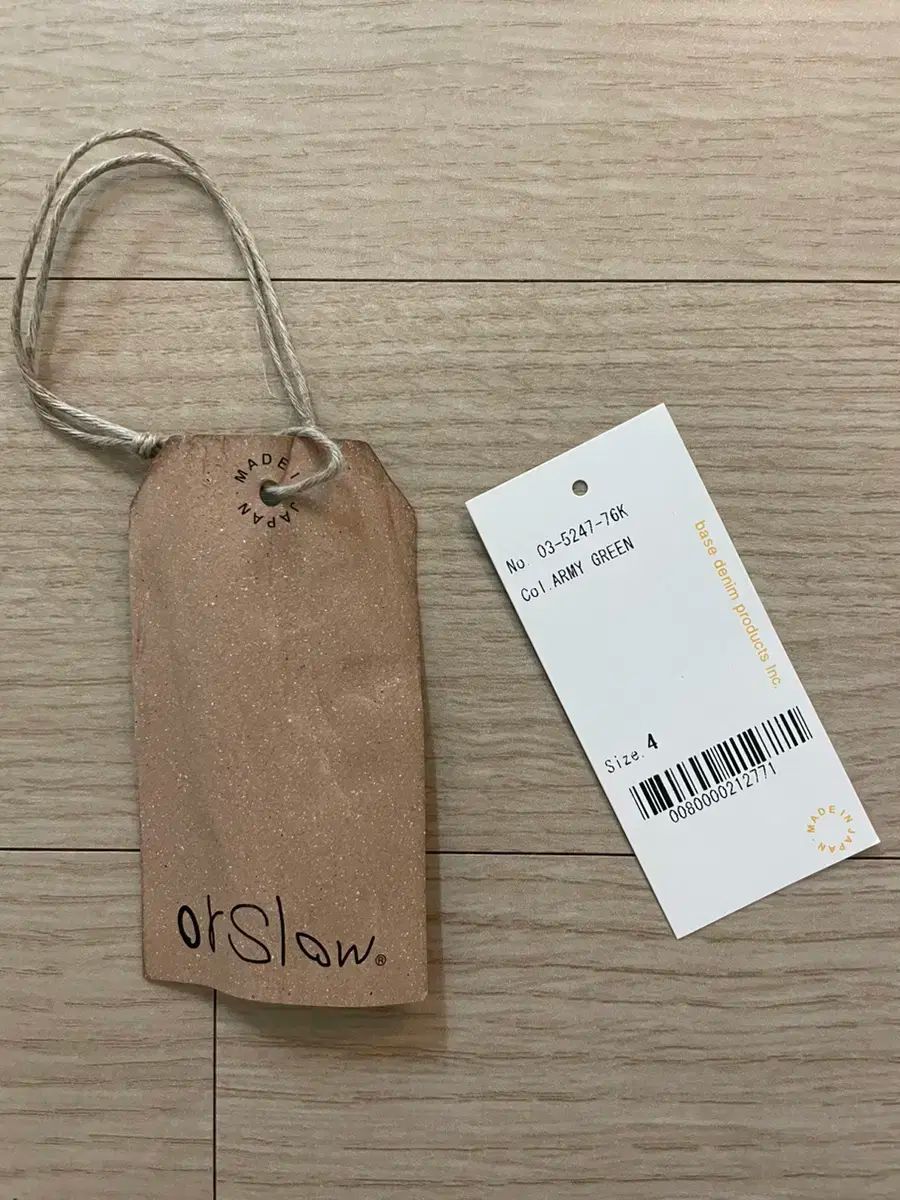 MADE IN JAPAN
orslow®
No. 03-5247-76K
Col.ARMY GREEN
base denim products Inc.
Size.4
0080000212771
MADE IN JAPAN